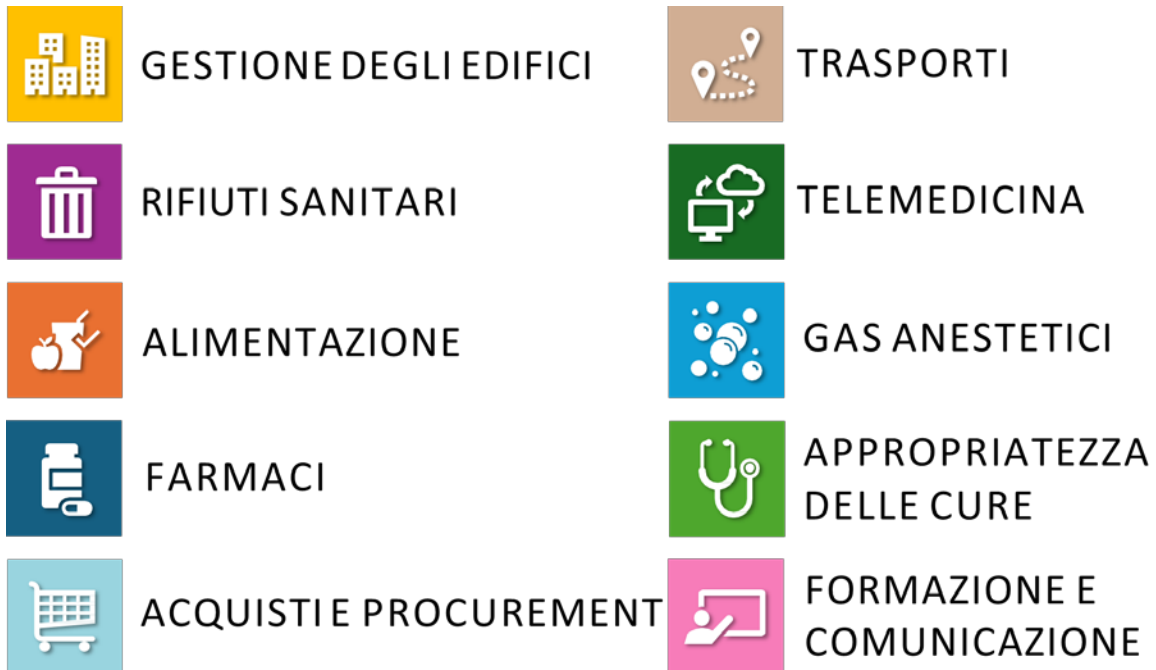 GESTIONE DEGLI EDIFICI
RIFIUTI SANITARI
ALIMENTAZIONE
FARMACI
ACQUISTI E PROCUREMENT
TRASPORTI
TELEMEDICINA
GAS ANESTETICI
APPROPRIATEZZA
DELLE CURE
FORMAZIONE E
COMUNICAZIONE